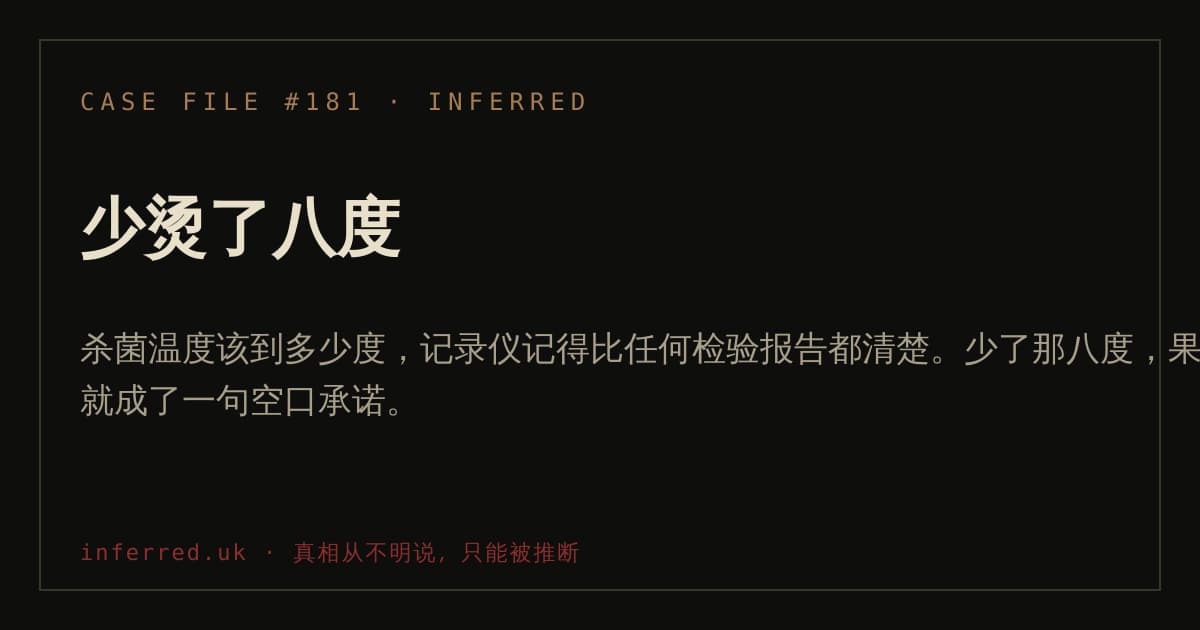 CASE FILE #181 · INFERRED
少烫了八度
杀菌温度该到多少度，记录仪记得比任何检验报告都清楚。少了那八度，果
就成了一句空口承诺。
inferred.uk · 真相从不明说，只能被推断